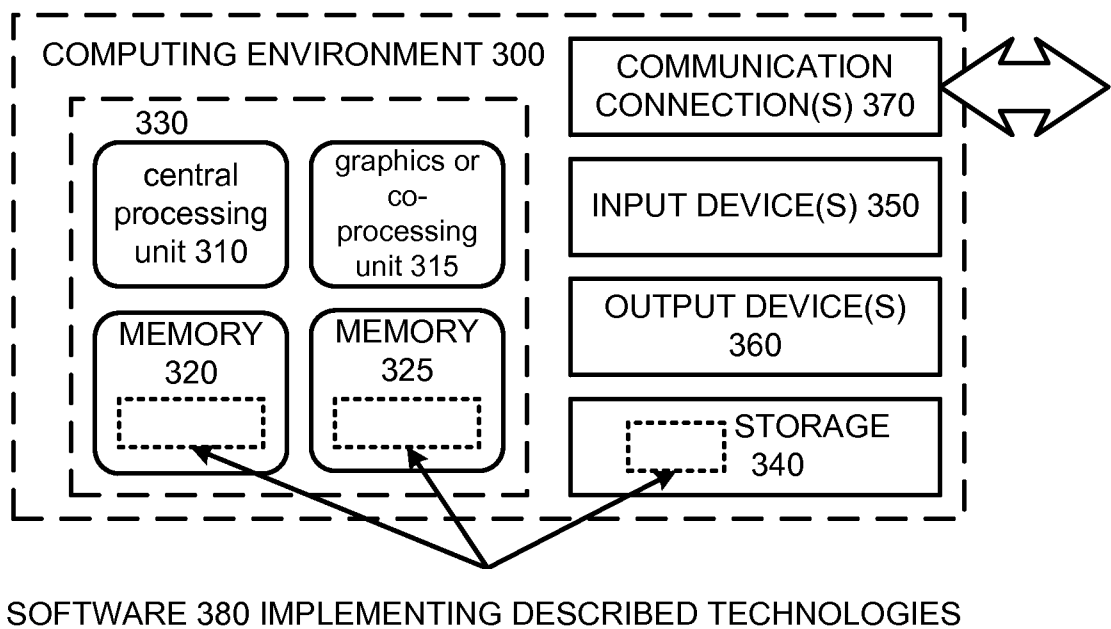 COMPUTING ENVIRONMENT 300
330
central
processing
unit 310
graphics or
co-
processing
unit 315
MEMORY
320
MEMORY
325
COMMUNICATION
CONNECTION(S) 370
INPUT DEVICE(S) 350
OUTPUT DEVICE(S)
360
STORAGE
340
SOFTWARE 380 IMPLEMENTING DESCRIBED TECHNOLOGIES